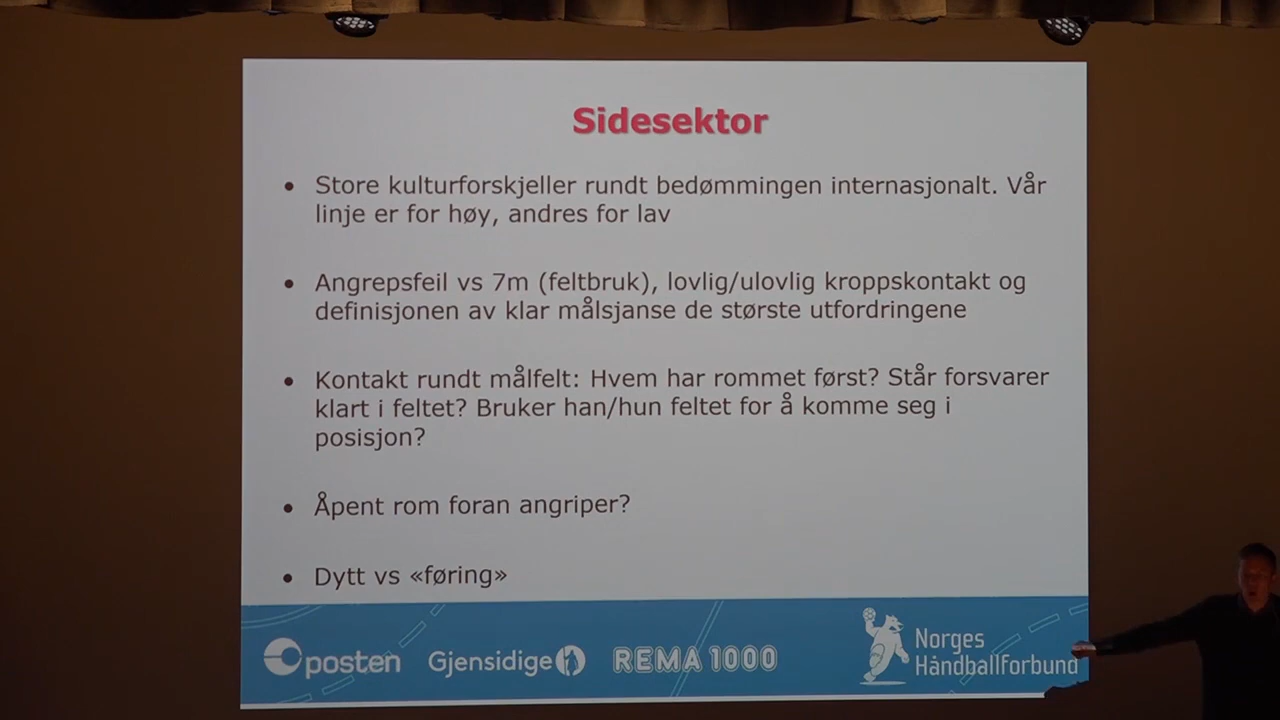 Sidesektor
• Store kulturforskjeller rundt bedømmingen internasjonalt. Vår
linje er for høy, andres for lav
• Angrepsfeil vs 7m (feltbruk), lovlig/ulovlig kroppskontakt og
definisjonen av klar målsjanse de største utfordringene
• Kontakt rundt målfelt: Hvem har rommet først? Står forsvarer
klart i feltet? Bruker han/hun feltet for å komme seg i
posisjon?
• Åpent rom foran angriper?
• Dytt vs «føring»
posten Gjensidige REMA 1000
Norges
Håndballforbund